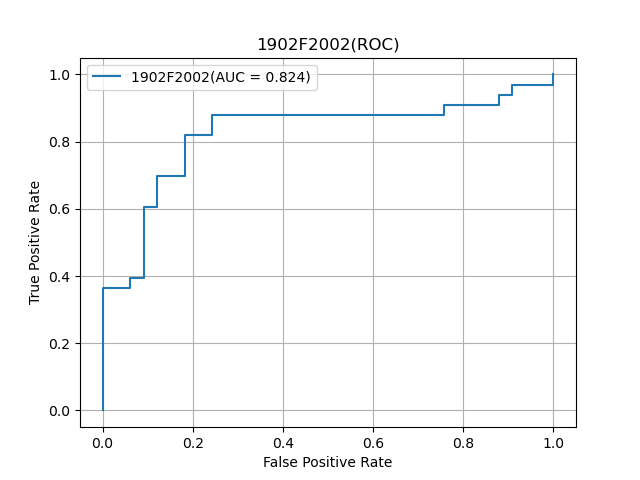 1902F2002(ROC)
1902F2002(AUC = 0.824)
True Positive Rate
1.0
0.8
0.6
0.4
0.2
0.0
0.0 0.2 0.4 0.6 0.8 1.0
False Positive Rate